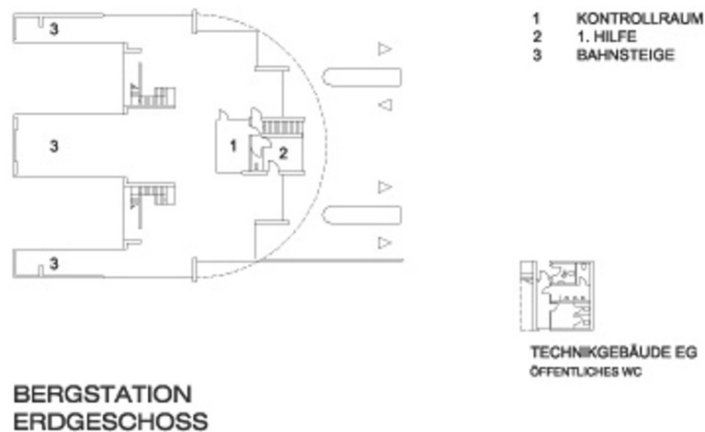 3
1 KONTROLLRAUM
2 1. HILFE
3 BAHNSTEIGE
3
1
2
3
TECHNIKGEBÄUDE EG
ÖFFENTLICHES WC
BERGSTATION
ERDGESCHOSS